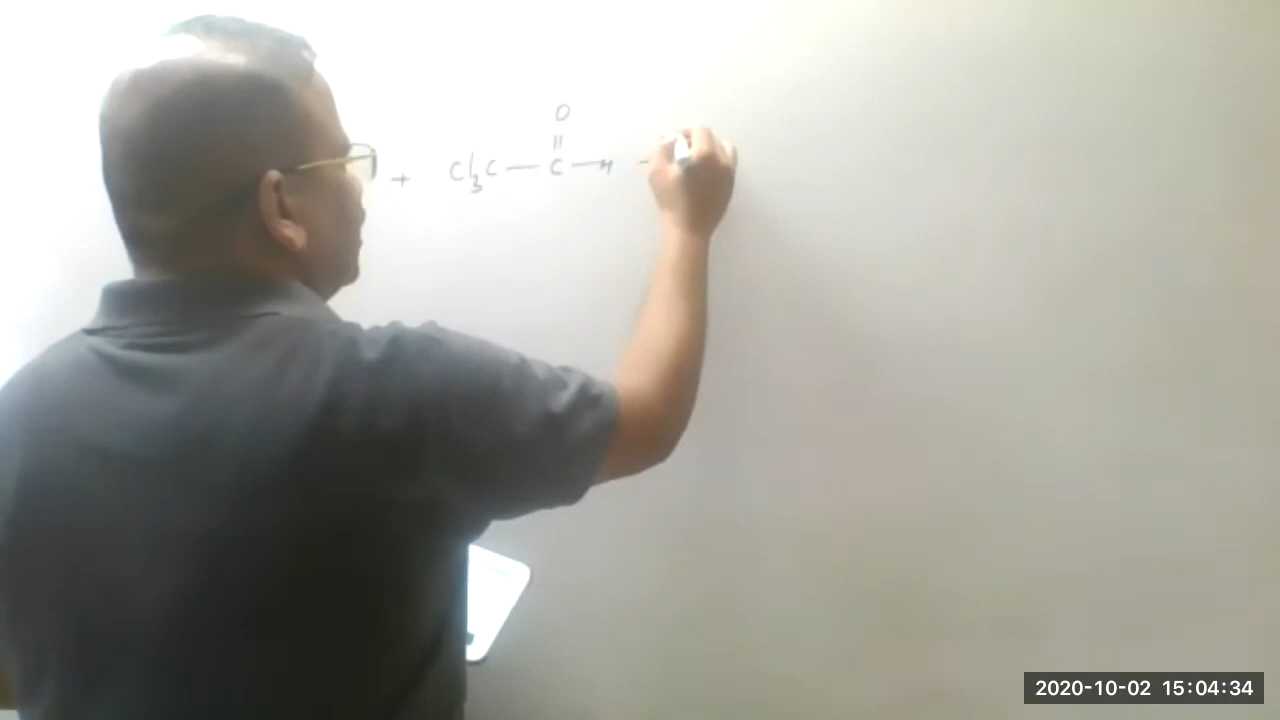 O
||
+ Cl₃C — C — H —
2020-10-02 15:04:34